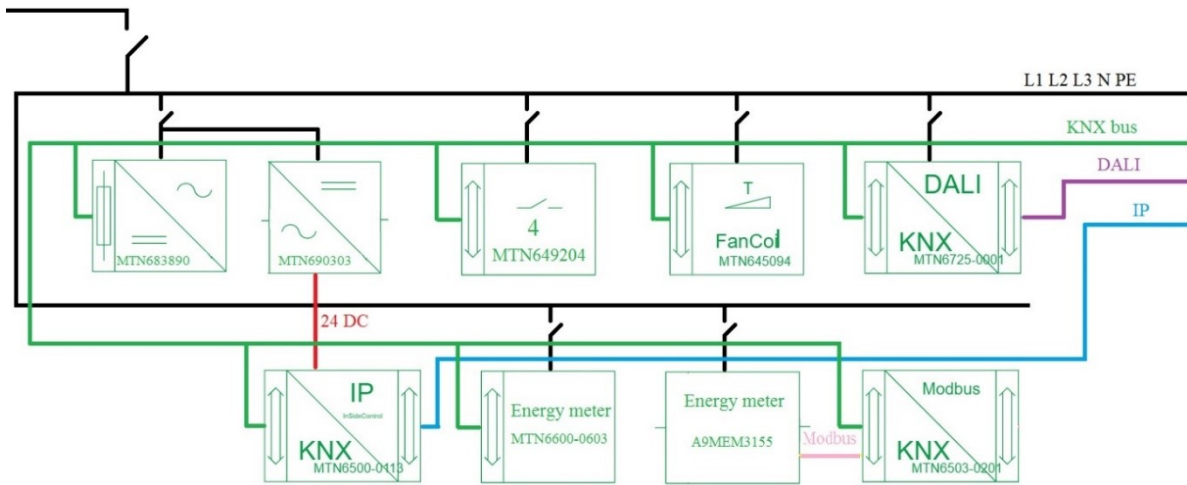 L1 L2 L3 N PE
KNX bus
DALI
IP
MTN683890
MTN690303
4
MTN649204
T
FanCoil
MTN645094
DALI
KNX
MTN6725-0001
24 DC
IP
InSideControl
KNX
MTN6500-0113
Energy meter
MTN6600-0603
Energy meter
A9MEM3155
Modbus
Modbus
KNX
MTN6503-0201